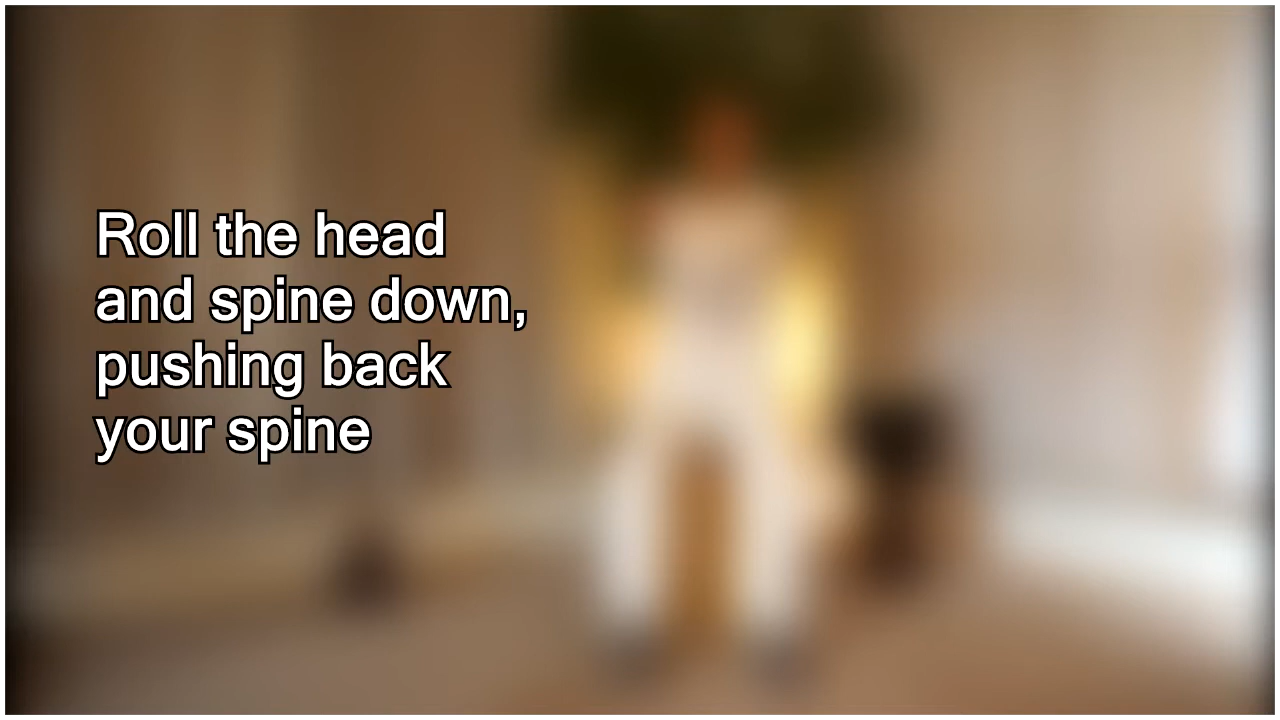 Roll the head
and spine down,
pushing back
your spine